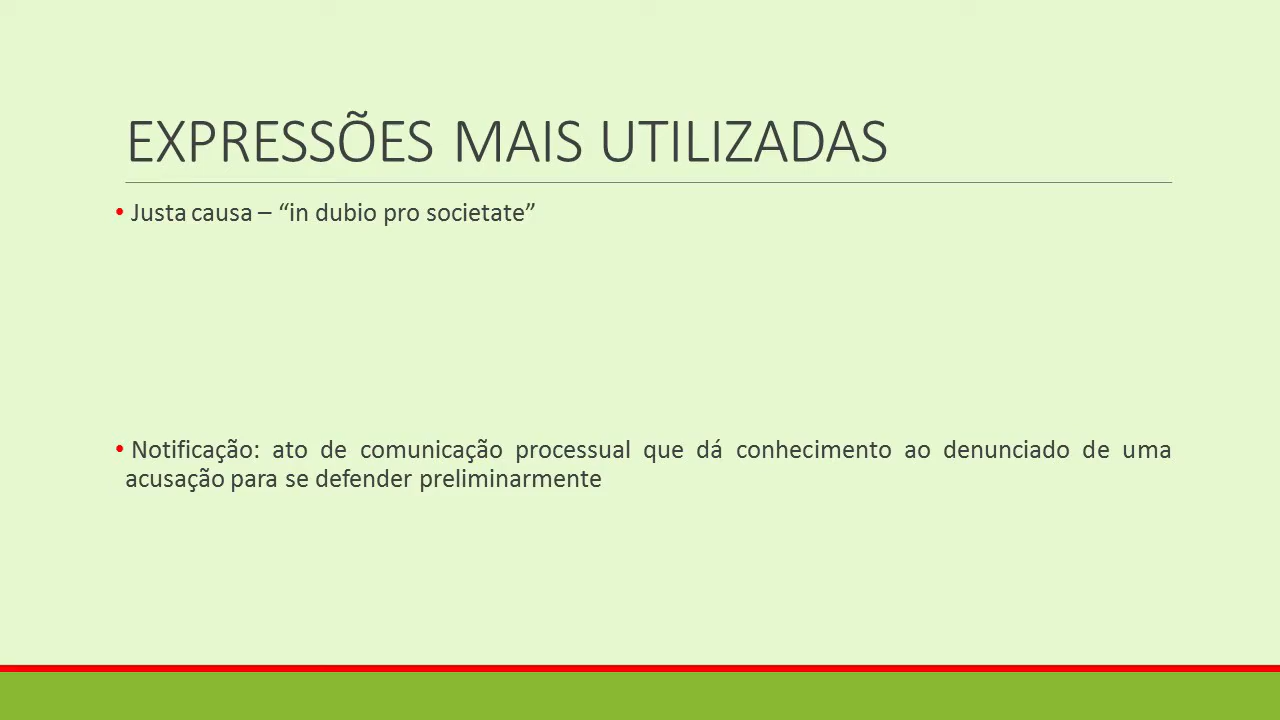 EXPRESSÕES MAIS UTILIZADAS
• Justa causa – “in dubio pro societate”
• Notificação: ato de comunicação processual que dá conhecimento ao denunciado de uma
acusação para se defender preliminarmente